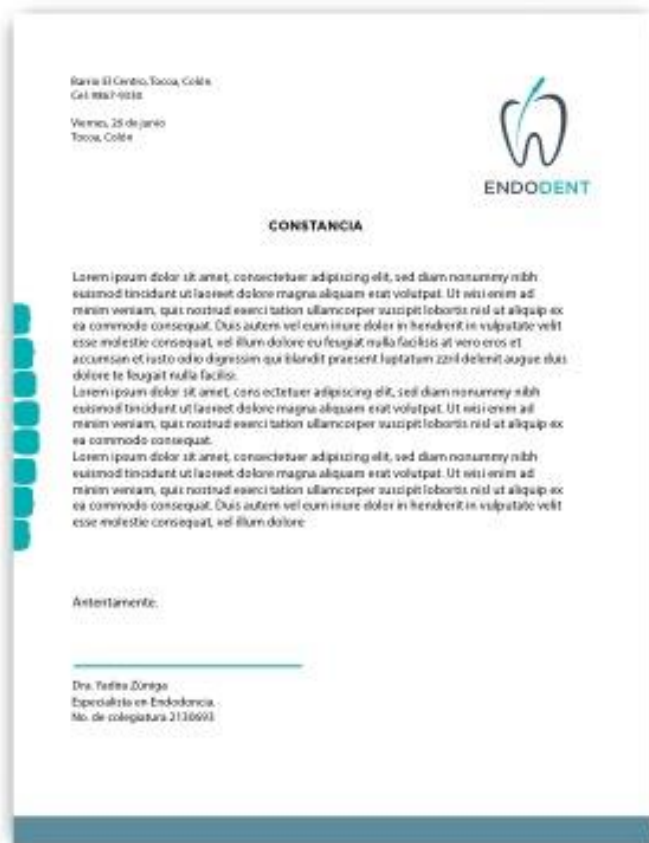 Barrio El Centro, Tocoa, Colón
Cel: 9867-9330
Viernes, 26 de junio
Tocoa, Colón
ENDODENT
CONSTANCIA
Lorem ipsum dolor sit amet, consectetuer adipiscing elit, sed diam nonummy nibh
euismod tincidunt ut laoreet dolore magna aliquam erat volutpat. Ut wisi enim ad
minim veniam, quis nostrud exerci tation ullamcorper suscipit lobortis nisl ut aliquip ex
ea commodo consequat. Duis autem vel eum iriure dolor in hendrerit in vulputate velit
esse molestie consequat, vel illum dolore eu feugiat nulla facilisis at vero eros et
accumsan et iusto odio dignissim qui blandit praesent luptatum zzril delenit augue duis
dolore te feugait nulla facilisi.
Lorem ipsum dolor sit amet, cons ectetuer adipiscing elit, sed diam nonummy nibh
euismod tincidunt ut laoreet dolore magna aliquam erat volutpat. Ut wisi enim ad
minim veniam, quis nostrud exerci tation ullamcorper suscipit lobortis nisl ut aliquip ex
ea commodo consequat.
Lorem ipsum dolor sit amet, consectetuer adipiscing elit, sed diam nonummy nibh
euismod tincidunt ut laoreet dolore magna aliquam erat volutpat. Ut wisi enim ad
minim veniam, quis nostrud exerci tation ullamcorper suscipit lobortis nisl ut aliquip ex
ea commodo consequat. Duis autem vel eum iriure dolor in hendrerit in vulputate velit
esse molestie consequat, vel illum dolore
Antentamente.
Dra. Zúniga
Especialista en Endodoncia.
No. de colegiatura 2130693